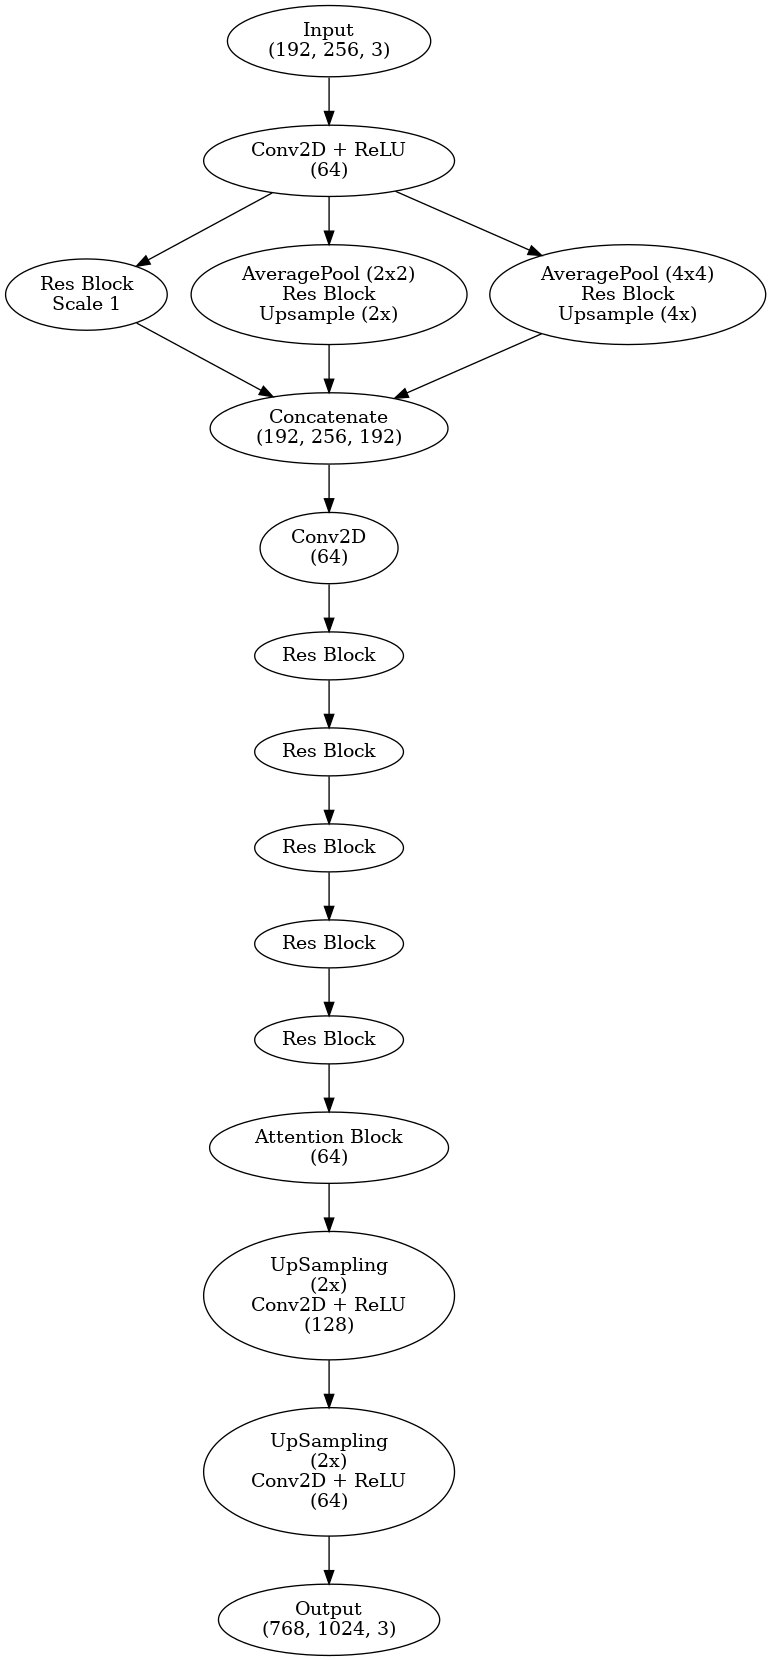 Input
(192, 256, 3)
Conv2D + ReLU
(64)
Res Block
Scale 1
AveragePool (2x2)
Res Block
Upsample (2x)
AveragePool (4x4)
Res Block
Upsample (4x)
Concatenate
(192, 256, 192)
Conv2D
(64)
Res Block
Res Block
Res Block
Res Block
Res Block
Attention Block
(64)
UpSampling
(2x)
Conv2D + ReLU
(128)
UpSampling
(2x)
Conv2D + ReLU
(64)
Output
(768, 1024, 3)